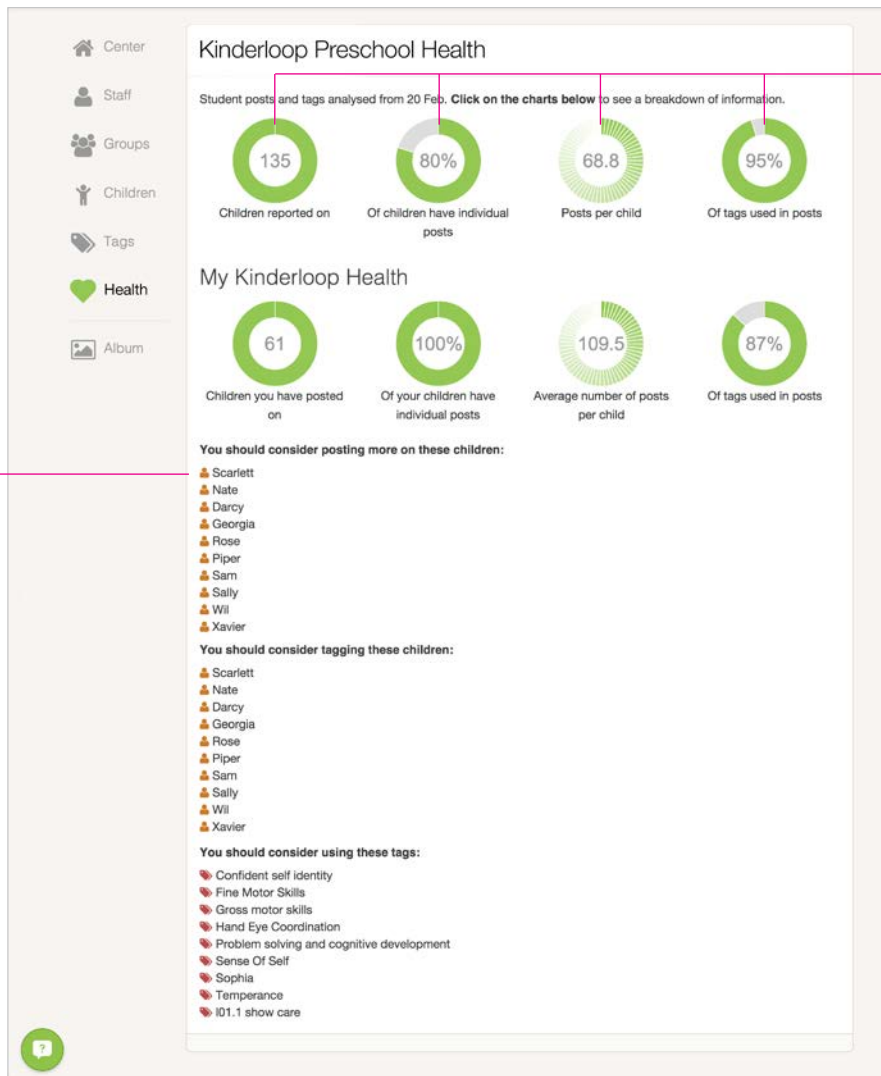 Center
Staff
Groups
Children
Tags
Health
Album
Kinderloop Preschool Health
Student posts and tags analysed from 20 Feb. Click on the charts below to see a breakdown of information.
135
80%
68.8
95%
Children reported on
Of children have individual
posts
Posts per child
Of tags used in posts
My Kinderloop Health
61
100%
109.5
87%
Children you have posted
on
Of your children have
individual posts
Average number of posts
per child
Of tags used in posts
You should consider posting more on these children:
Scarlett
Nate
Darcy
Georgia
Rose
Piper
Sam
Sally
Wil
Xavier
You should consider tagging these children:
Scarlett
Nate
Darcy
Georgia
Rose
Piper
Sam
Sally
Wil
Xavier
You should consider using these tags:
Confident self identity
Fine Motor Skills
Gross motor skills
Hand Eye Coordination
Problem solving and cognitive development
Sense Of Self
Sophia
Temperance
l01.1 show care
?